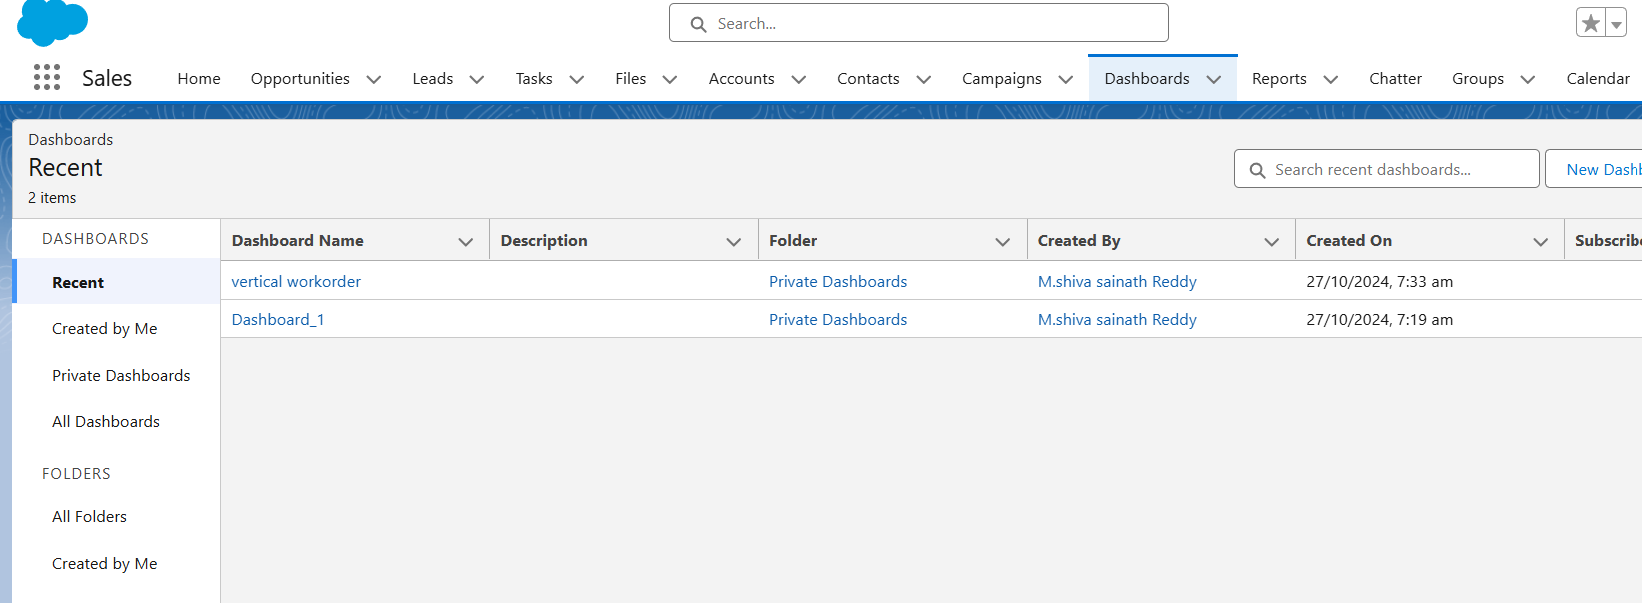 Search...
Sales Home Opportunities Leads Tasks Files Accounts Contacts Campaigns Dashboards Reports Chatter Groups Calendar
Dashboards
Recent
2 items
Search recent dashboards... New
DASHBOARDS
Recent
Created by Me
Private Dashboards
All Dashboards
FOLDERS
All Folders
Created by Me
Dashboard Name Description Folder Created By Created On
vertical workorder Private Dashboards M.shiva sainath Reddy 27/10/2024, 7:33 am
Dashboard_1 Private Dashboards M.shiva sainath Reddy 27/10/2024, 7:19 am